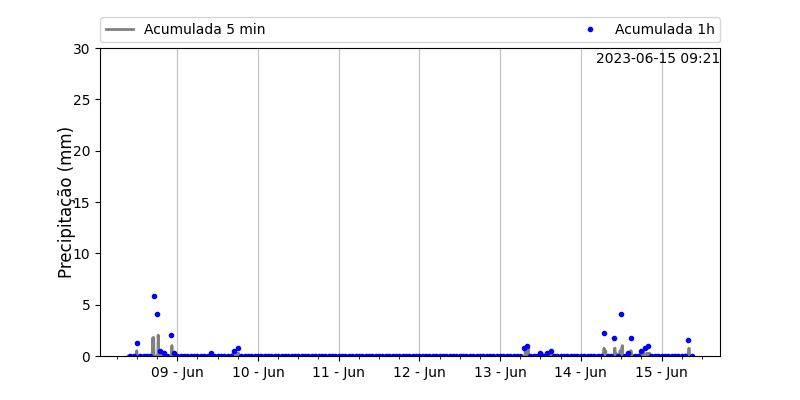 Acumulada 5 min
Acumulada 1h
2023-06-15 09:21
Precipitação (mm)
30
25
20
15
10
5
0
09 - Jun
10 - Jun
11 - Jun
12 - Jun
13 - Jun
14 - Jun
15 - Jun